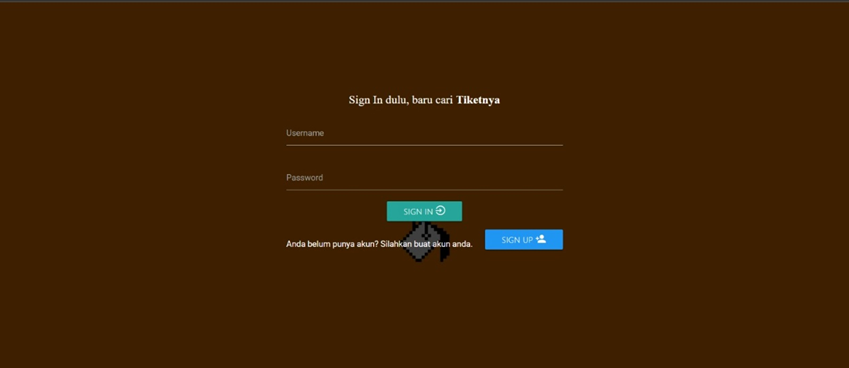 Sign In dulu, baru cari Tiketnya
Username
Password
SIGN IN
Anda belum punya akun? Silahkan buat akun anda.
SIGN UP